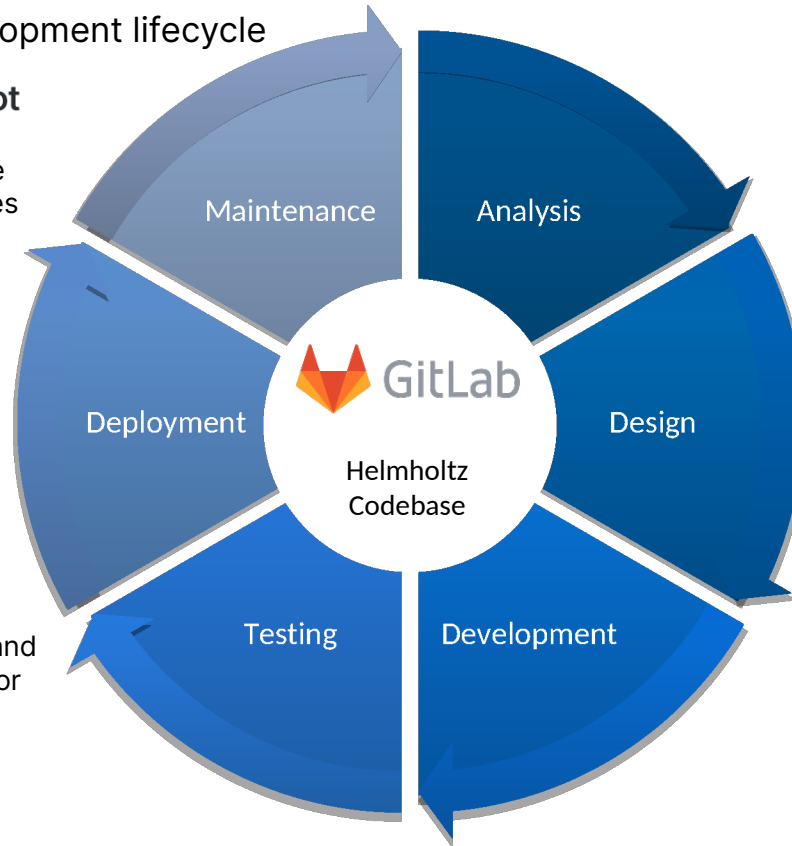 opment lifecycle
ot
e
es
Maintenance
Analysis
GitLab
Deployment
Design
Helmholtz
Codebase
Testing
Development
and
or